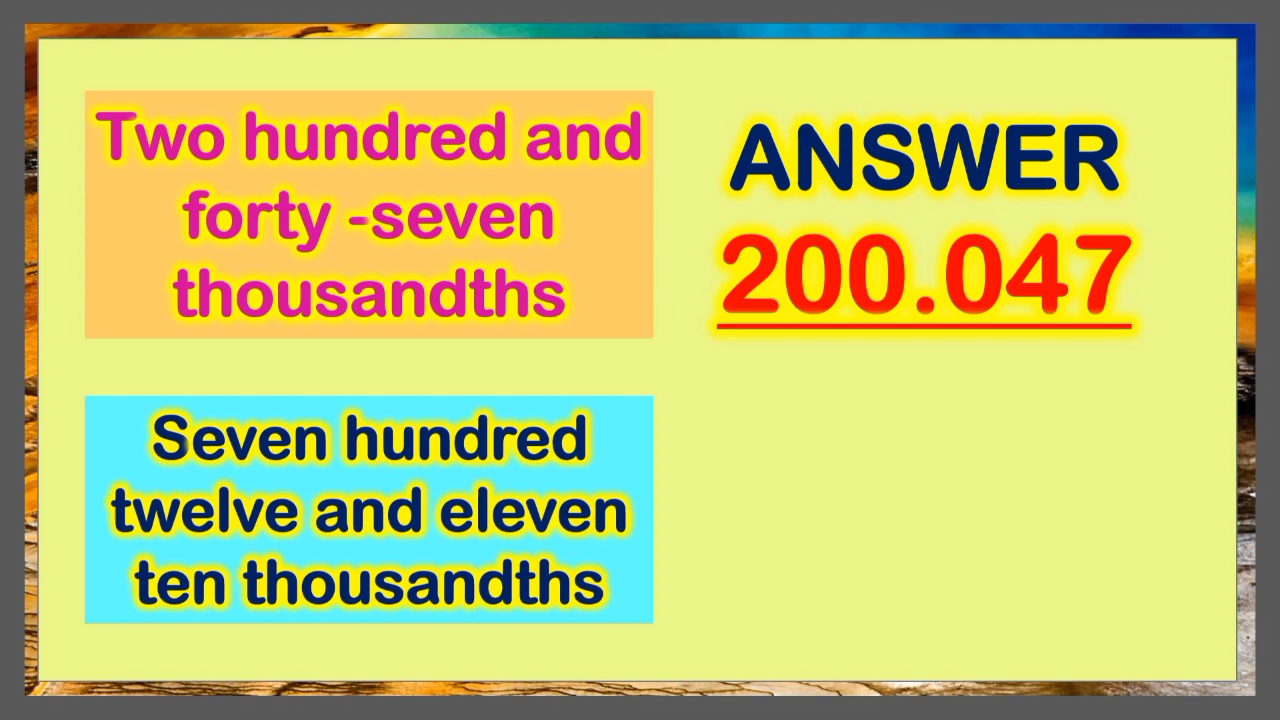 Two hundred and
forty -seven
thousandths
ANSWER
200.047
Seven hundred
twelve and eleven
ten thousandths